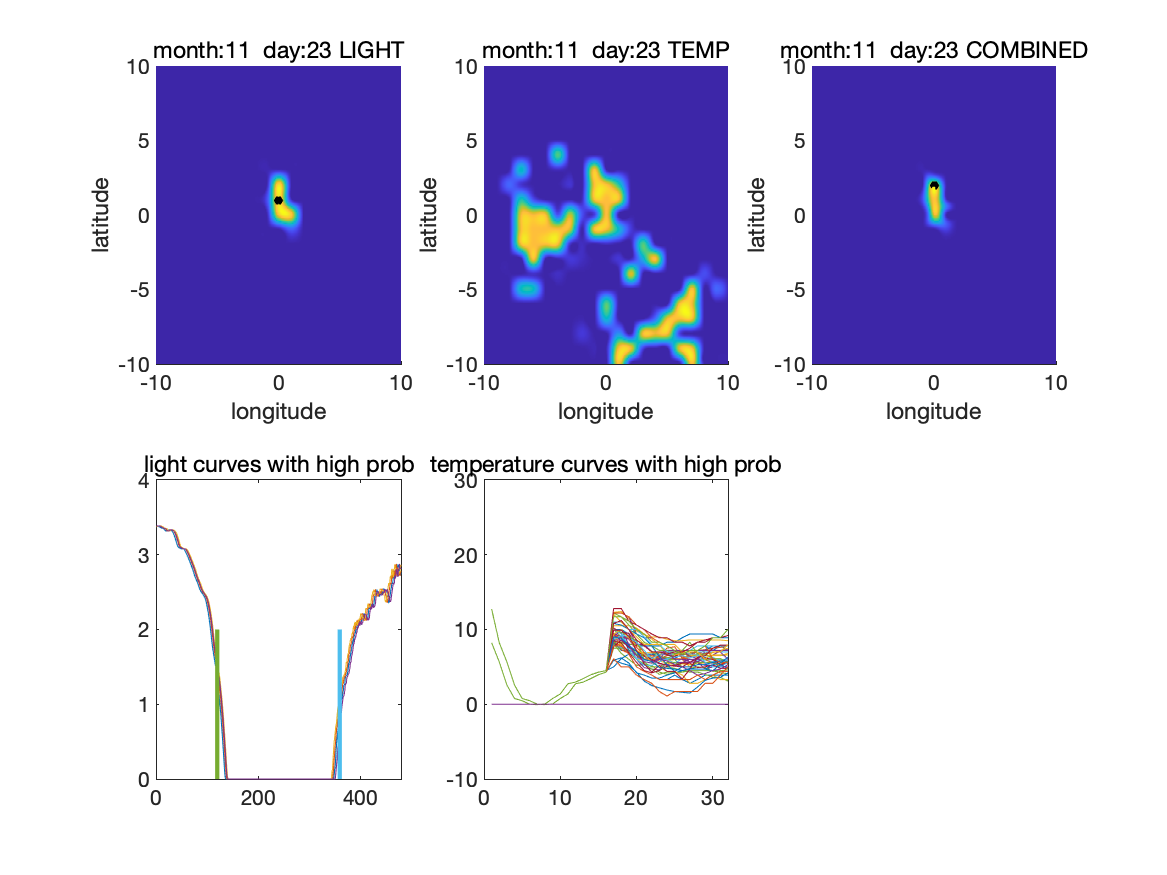 month:11 day:23 LIGHT
10
5
0
-5
-10
latitude
-10 0 10
longitude
month:11 day:23 TEMP
10
5
0
-5
-10
latitude
-10 0 10
longitude
month:11 day:23 COMBINED
10
5
0
-5
-10
latitude
-10 0 10
longitude
light curves with high prob
4
3
2
1
0
0 200 400
temperature curves with high prob
30
20
10
0
-10
0 10 20 30